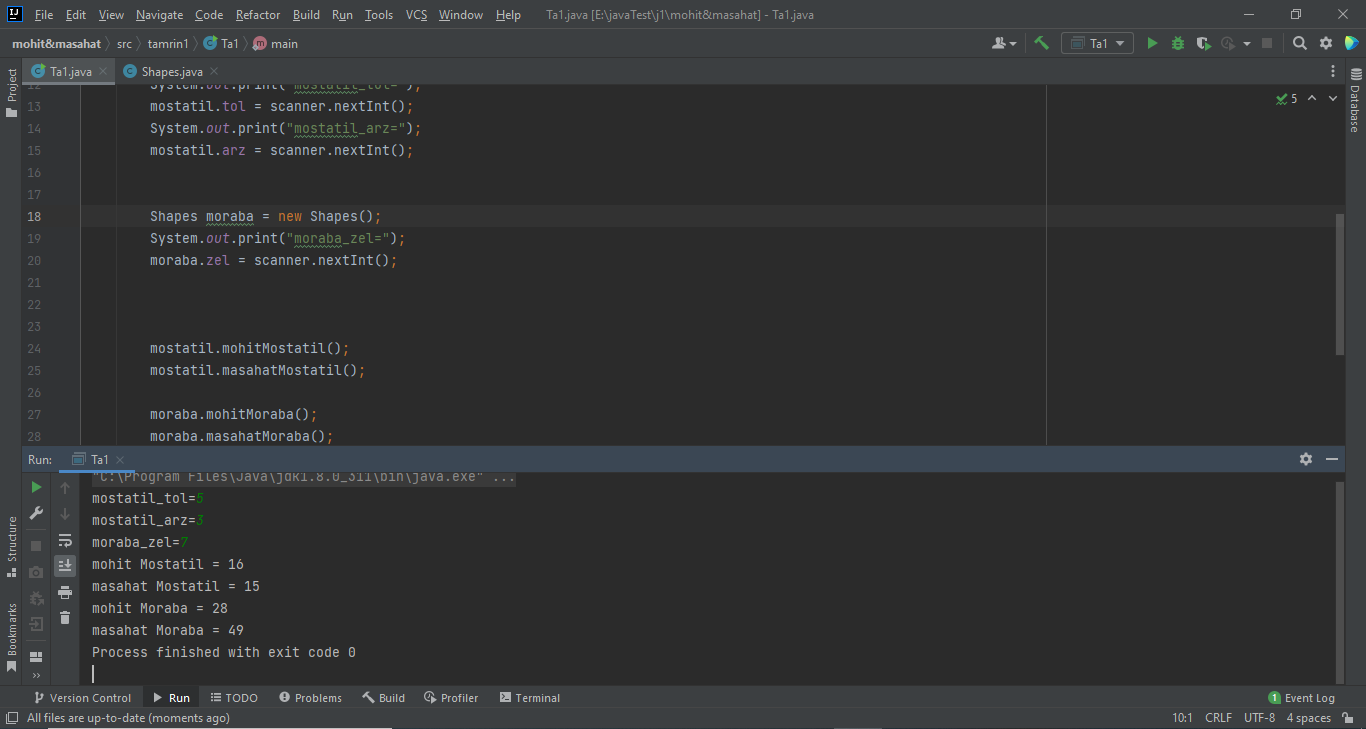 File Edit View Navigate Code Refactor Build Run Tools VCS Window Help Ta1.java [E:\javaTest\j1\mohit&masahat] - Ta1.java
mohit&masahat src tamrin1 Ta1 main Ta1
Project
Ta1.java Shapes.java
Database
5
12 System.out.print("mostatil_tol=");
13 mostatil.tol = scanner.nextInt();
14 System.out.print("mostatil_arz=");
15 mostatil.arz = scanner.nextInt();
16
17
18 Shapes moraba = new Shapes();
19 System.out.print("moraba_zel=");
20 moraba.zel = scanner.nextInt();
21
22
23
24 mostatil.mohitMostatil();
25 mostatil.masahatMostatil();
26
27 moraba.mohitMoraba();
28 moraba.masahatMoraba();
Run: Ta1
"C:\Program Files\Java\jdk1.8.0_311\bin\java.exe" ...
mostatil_tol=5
mostatil_arz=3
moraba_zel=7
mohit Mostatil = 16
masahat Mostatil = 15
mohit Moraba = 28
masahat Moraba = 49
Process finished with exit code 0
Structure
Bookmarks
Version Control Run TODO Problems Build Profiler Terminal 1 Event Log
All files are up-to-date (moments ago) 10:1 CRLF UTF-8 4 spaces